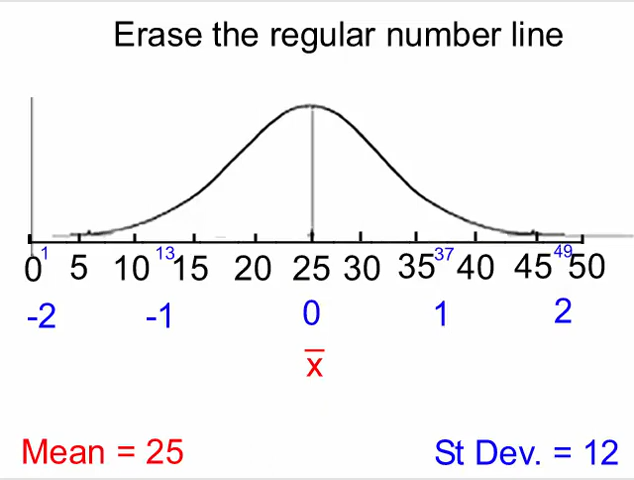 Erase the regular number line
0 1 5 10 13 15 20 25 30 35 37 40 45 49 50
-2 -1 0 1 2
x̄
Mean = 25 St Dev. = 12